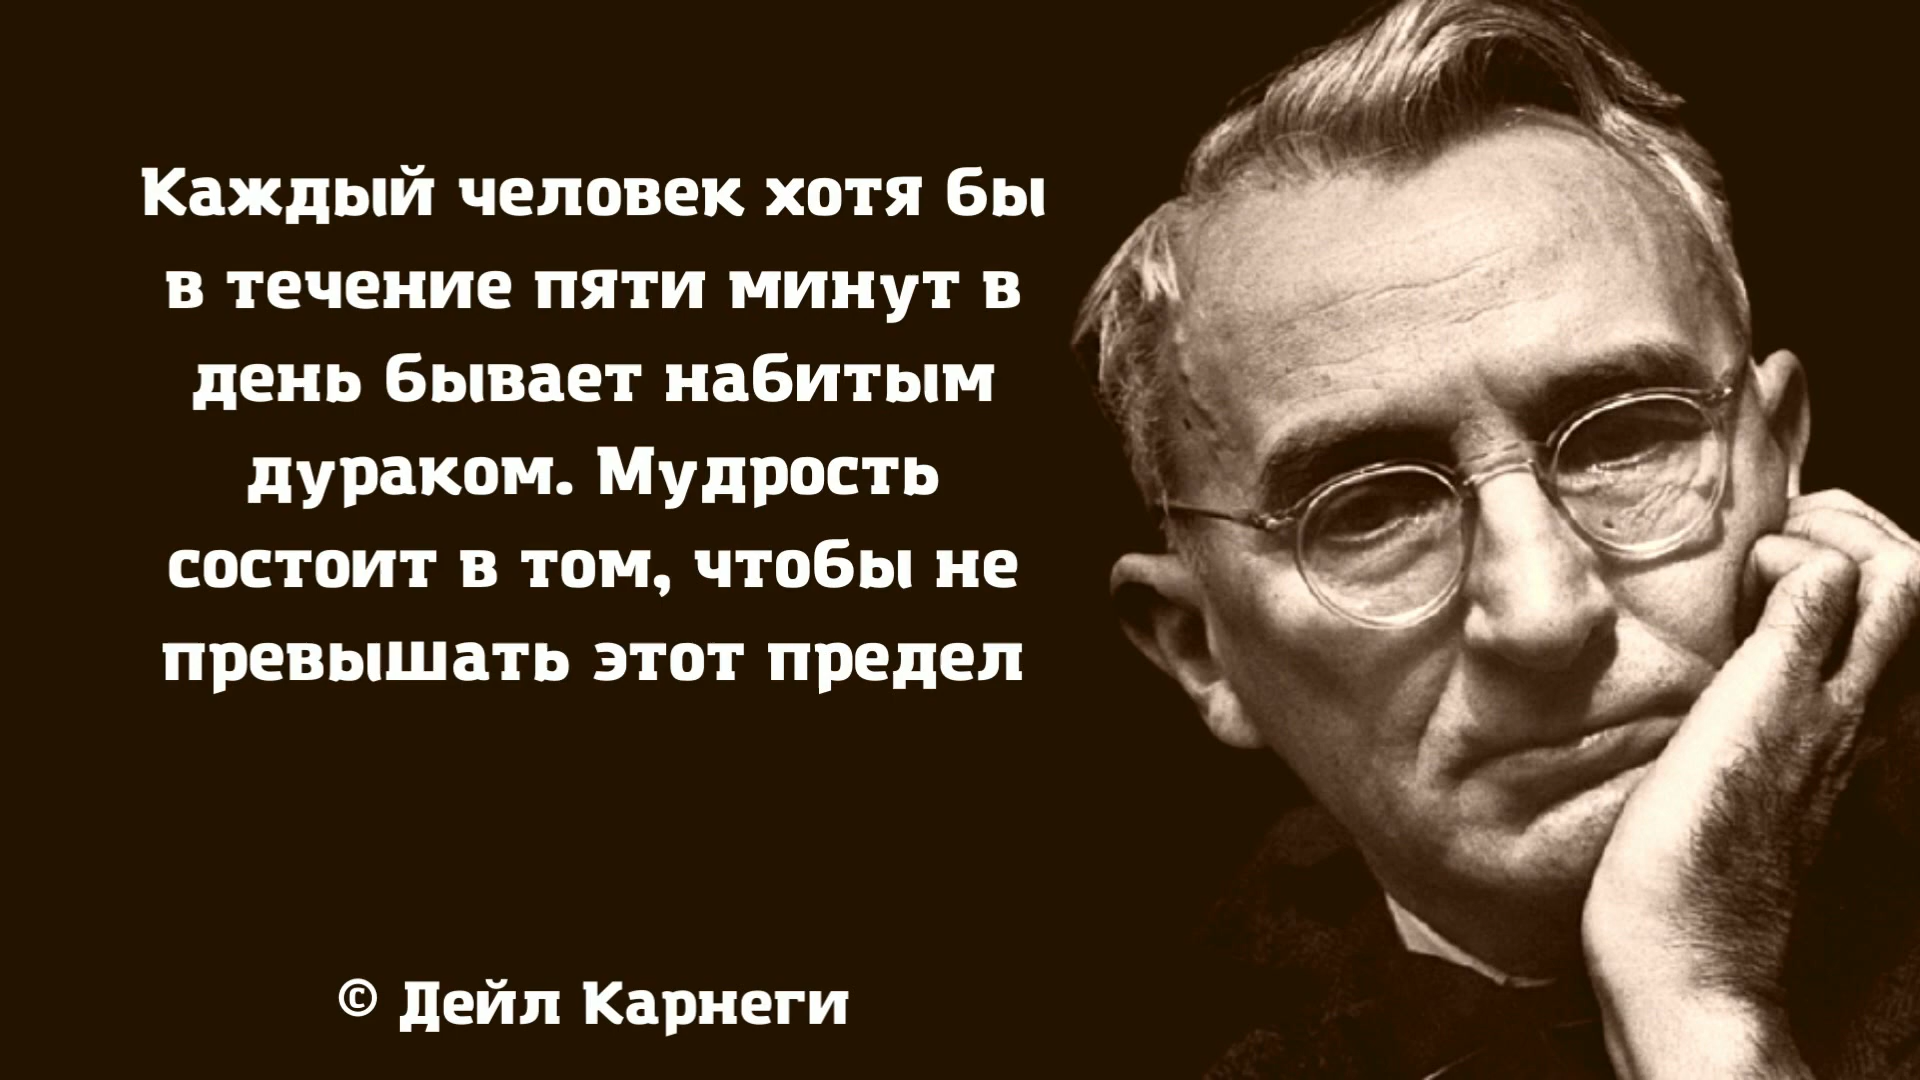 Каждый человек хотя бы
в течение пяти минут в
день бывает набитым
дураком. Мудрость
состоит в том, чтобы не
превышать этот предел
© Дейл Карнеги